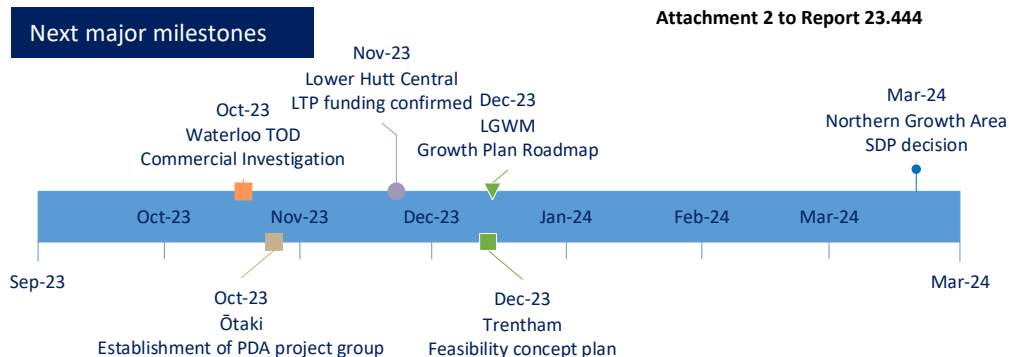 Attachment 2 to Report 23.444
Next major milestones
Nov-23
Lower Hutt Central
LTP funding confirmed
Oct-23
Waterloo TOD
Commercial Investigation
Dec-23
LGWM
Growth Plan Roadmap
Mar-24
Northern Growth Area
SDP decision
Oct-23
Nov-23
Dec-23
Jan-24
Feb-24
Mar-24
Sep-23
Mar-24
Oct-23
Ōtaki
Establishment of PDA project group
Dec-23
Trentham
Feasibility concept plan